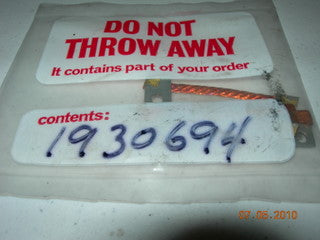 DO NOT
THROW AWAY
It contains part of your order
contents:
1930694
07.06.2010